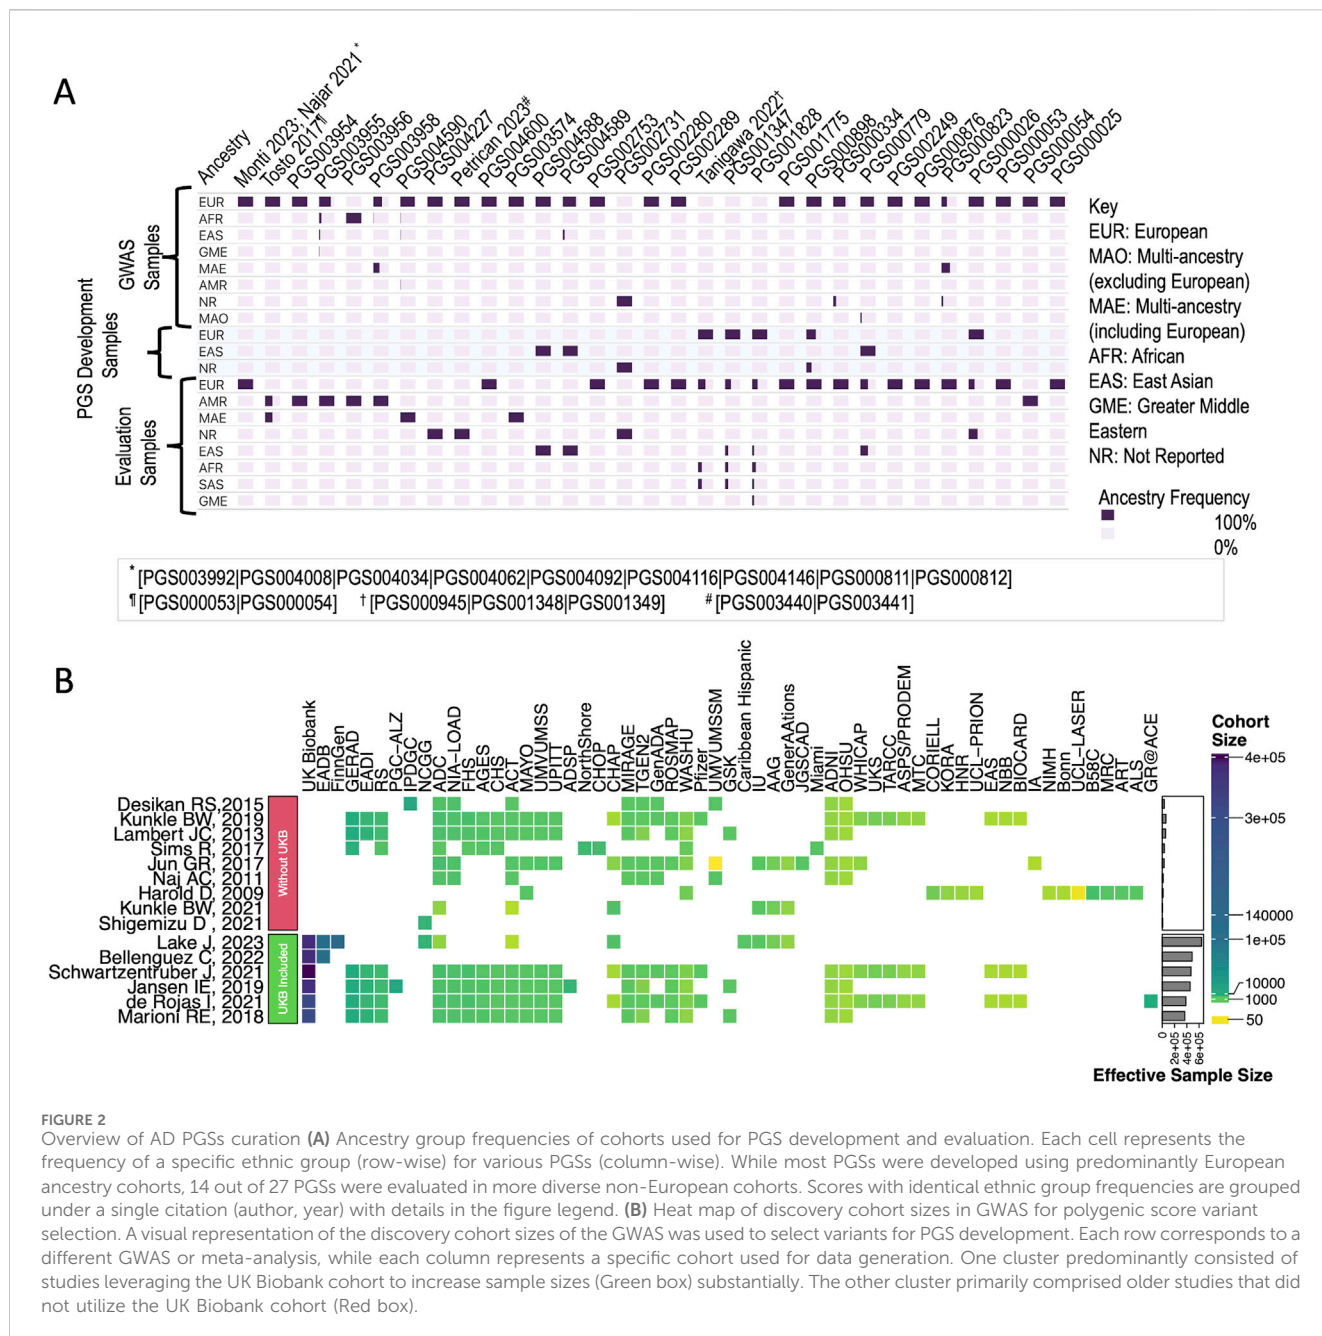 A
Ancestry
Monti 2023; Najar 2021*
Tosto 2017¶
PGS003954
PGS003955
PGS003956
PGS003958
PGS004590
PGS004227
Petrican 2023#
PGS004600
PGS003574
PGS004588
PGS004589
PGS002753
PGS002731
PGS002280
PGS002289
Tanigawa 2022†
PGS001347
PGS001828
PGS001775
PGS000898
PGS000334
PGS000779
PGS002249
PGS000876
PGS000823
PGS000026
PGS000053
PGS000054
PGS000025
PGS Development
GWAS
Samples
EUR
AFR
EAS
GME
MAE
AMR
NR
MAO
Samples
EUR
EAS
NR
Evaluation
Samples
EUR
AMR
MAE
NR
EAS
AFR
SAS
GME
Key
EUR: European
MAO: Multi-ancestry
(excluding European)
MAE: Multi-ancestry
(including European)
AFR: African
EAS: East Asian
GME: Greater Middle
Eastern
NR: Not Reported
Ancestry Frequency
100%
0%
* [PGS003992|PGS004008|PGS004034|PGS004062|PGS004092|PGS004116|PGS004146|PGS000811|PGS000812]
¶ [PGS000053|PGS000054] † [PGS000945|PGS001348|PGS001349] # [PGS003440|PGS003441]
B
UK Biobank
EADB
FinnGen
GERAD
EADI
RS
PGC-ALZ
IPDGC
NCGG
ADC
NIA-LOAD
FHS
AGES
CHS
ACT
MAYO
UMVUMSS
UPITT
ADSP
NorthShore
CHOP
CHAP
MIRAGE
TGEN2
GenADA
ROSMAP
WASHU
Pfizer
UMVUMSSM
GSK
Caribbean Hispanic
IU
AAG
GenerAAtions
JGSCAD
Miami
ADNI
OHSU
WHICAP
UKS
TARCC
ASPS/PRODEM
MTC
CORIELL
KORA
HNR
UCL-PRION
EAS
NBB
BIOCARD
IA
NIMH
Bonn
UCL-LASER
B58C
MRC
ART
ALS
GR@ACE
Desikan RS, 2015
Kunkle BW, 2019
Lambert JC, 2013
Sims R, 2017
Jun GR, 2017
Naj AC, 2011
Harold D, 2009
Kunkle BW, 2021
Shigemizu D , 2021
Lake J, 2023
Bellenguez C, 2022
Schwartzentruber J, 2021
Jansen IE, 2019
de Rojas I, 2021
Marioni RE, 2018
Without UKB
UKB Included
Cohort
Size
4e+05
3e+05
140000
1e+05
10000
1000
50
0
2e+05
4e+05
6e+05
Effective Sample Size
FIGURE 2
Overview of AD PGSs curation (A) Ancestry group frequencies of cohorts used for PGS development and evaluation. Each cell represents the
frequency of a specific ethnic group (row-wise) for various PGSs (column-wise). While most PGSs were developed using predominantly European
ancestry cohorts, 14 out of 27 PGSs were evaluated in more diverse non-European cohorts. Scores with identical ethnic group frequencies are grouped
under a single citation (author, year) with details in the figure legend. (B) Heat map of discovery cohort sizes in GWAS for polygenic score variant
selection. A visual representation of the discovery cohort sizes of the GWAS was used to select variants for PGS development. Each row corresponds to a
different GWAS or meta-analysis, while each column represents a specific cohort used for data generation. One cluster predominantly consisted of
studies leveraging the UK Biobank cohort to increase sample sizes (Green box) substantially. The other cluster primarily comprised older studies that did
not utilize the UK Biobank cohort (Red box).